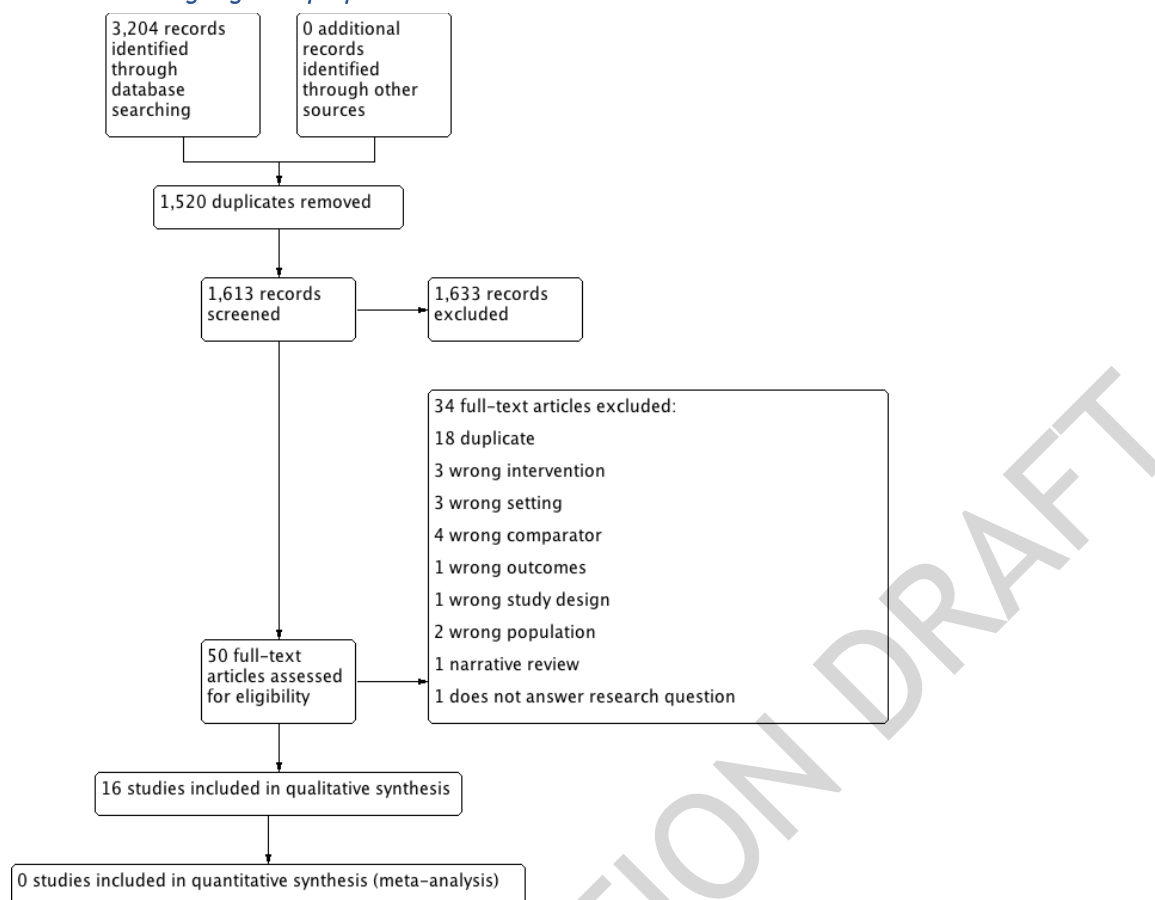 3,204 records
identified
through
database
searching
0 additional
records
identified
through other
sources
1,520 duplicates removed
1,613 records
screened
1,633 records
excluded
34 full-text articles excluded:
18 duplicate
3 wrong intervention
3 wrong setting
4 wrong comparator
1 wrong outcomes
1 wrong study design
2 wrong population
1 narrative review
1 does not answer research question
50 full-text
articles assessed
for eligibility
16 studies included in qualitative synthesis
0 studies included in quantitative synthesis (meta-analysis)
TION DRAFT